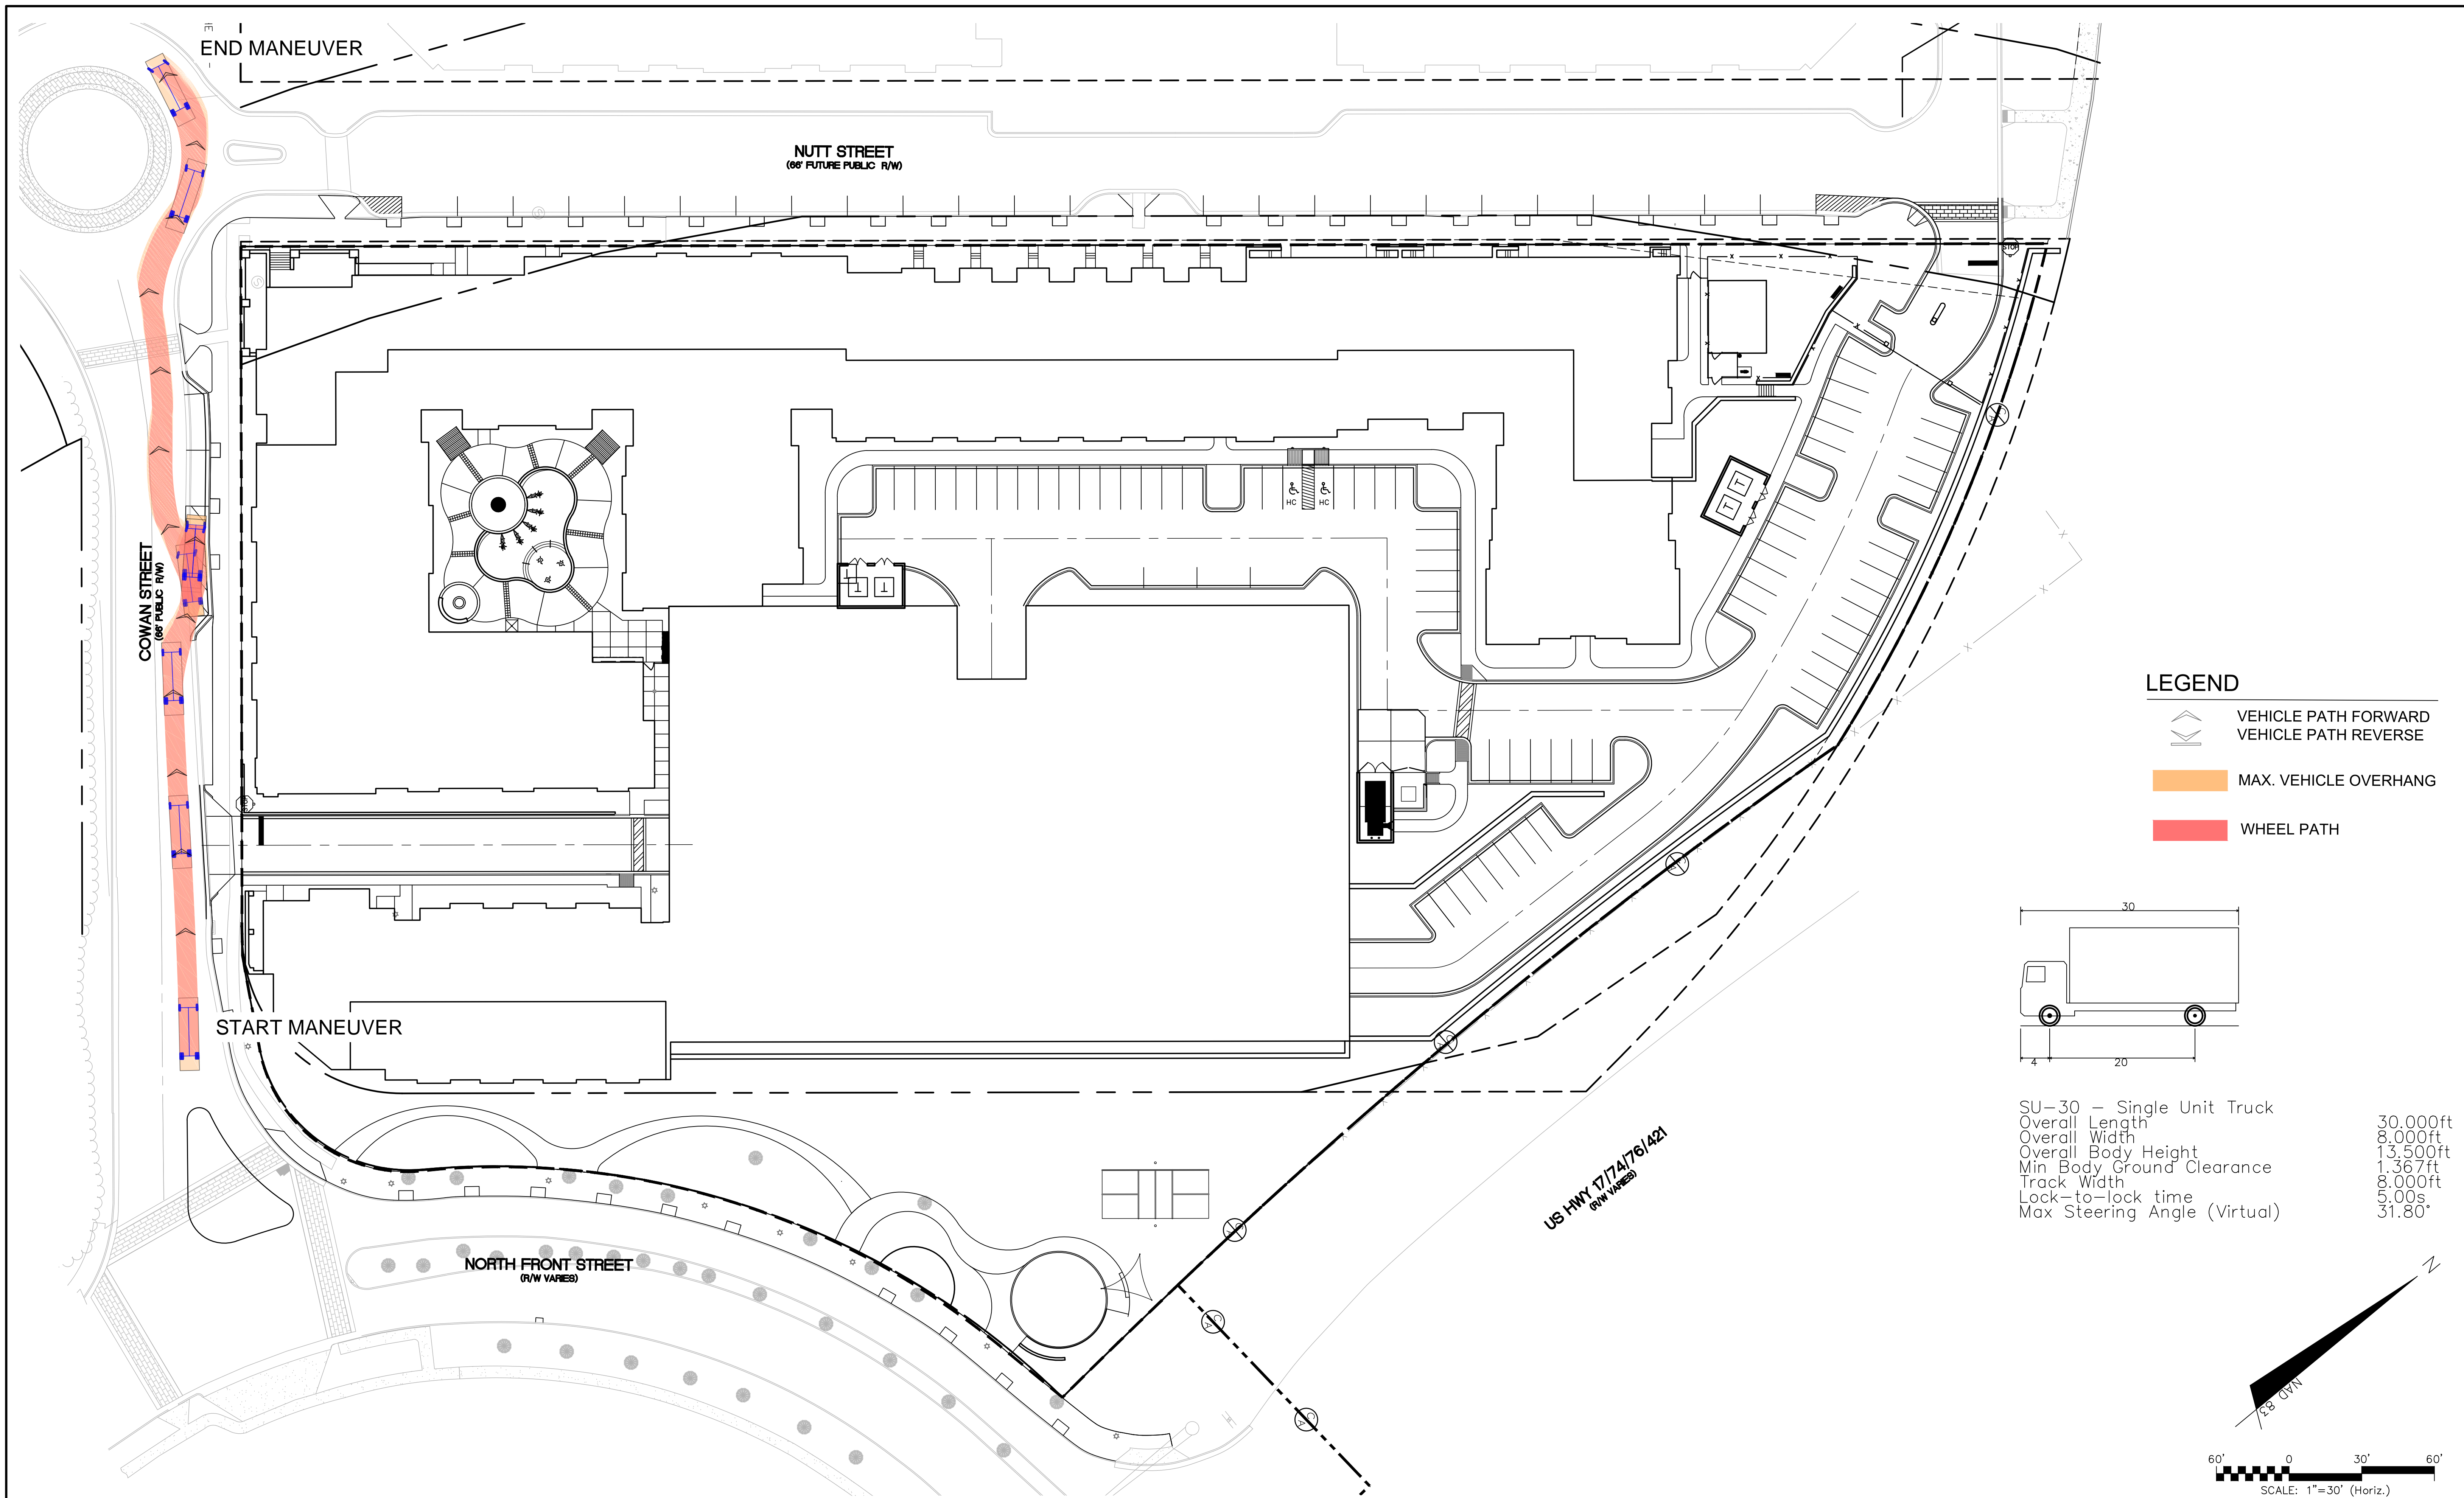 END MANEUVER
NUTT STREET
(66' FUTURE PUBLIC R/W)
STOP
HC
HC
T
T
T
T
COWAN STREET
(66' PUBLIC R/W)
STOP
START MANEUVER
NORTH FRONT STREET
(R/W VARIES)
US HWY 17/74/76/421
(R/W VARIES)
C
A
C
A
C
A
C
A
C
A
C
A
LEGEND
VEHICLE PATH FORWARD
VEHICLE PATH REVERSE
MAX. VEHICLE OVERHANG
WHEEL PATH
30
4
20
SU-30 - Single Unit Truck
Overall Length 30.000ft
Overall Width 8.000ft
Overall Body Height 13.500ft
Min Body Ground Clearance 1.367ft
Track Width 8.000ft
Lock-to-lock time 5.00s
Max Steering Angle (Virtual) 31.80°
N
NAD 83
60' 0 30' 60'
SCALE: 1"=30' (Horiz.)